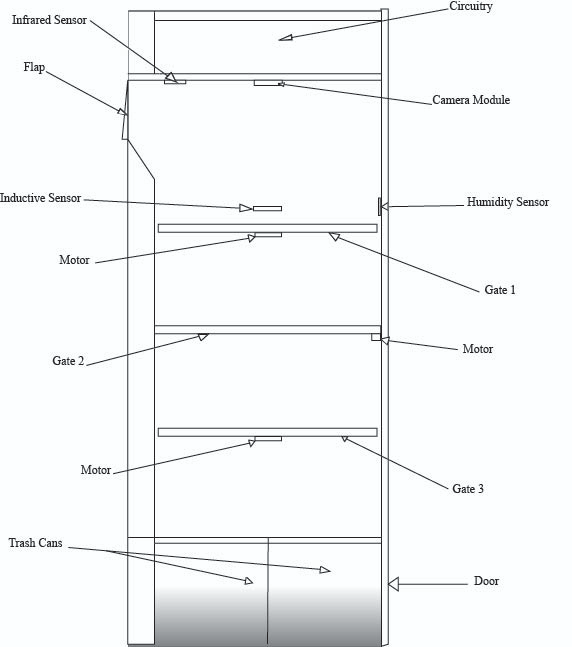 Circuitry
Infrared Sensor
Flap
Camera Module
Inductive Sensor
Humidity Sensor
Motor
Gate 1
Motor
Gate 2
Motor
Gate 3
Trash Cans
Door